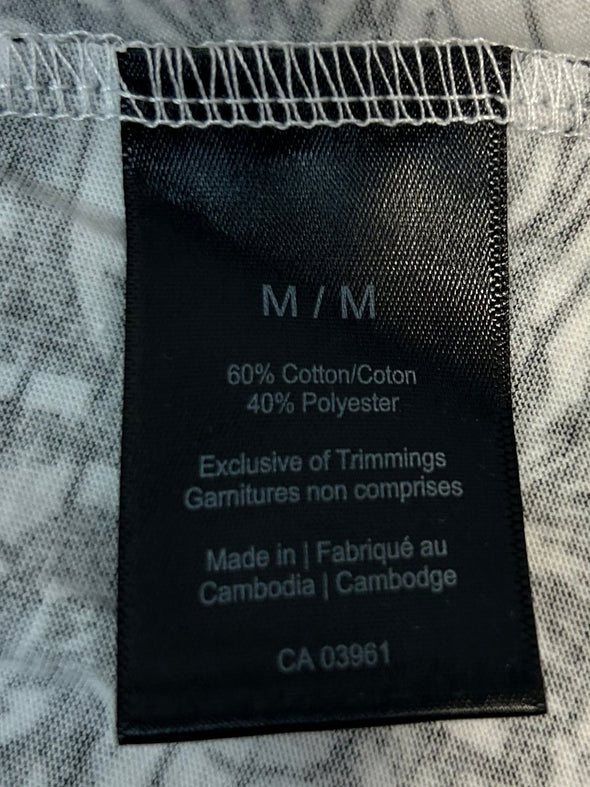 M / M
60% Cotton/Coton
40% Polyester
Exclusive of Trimmings
Garnitures non comprises
Made in | Fabriqué au
Cambodia | Cambodge
CA 03961